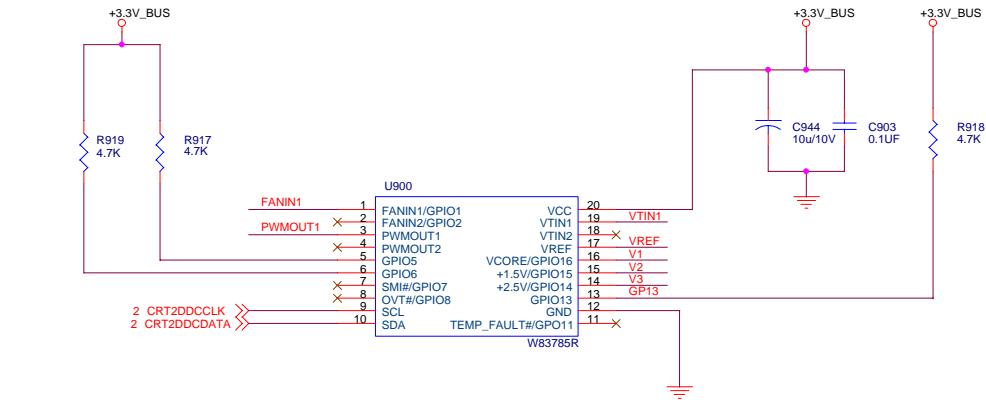 +3.3V_BUS
+3.3V_BUS
+3.3V_BUS
R919
4.7K
R917
4.7K
C944
10u/10V
C903
0.1UF
R918
4.7K
U900
FANIN1
1
FANIN1/GPIO1
2
FANIN2/GPIO2
PWMOUT1
3
PWMOUT1
4
PWMOUT2
5
GPIO5
6
GPIO6
7
SMI#/GPIO7
8
OVT#/GPIO8
2 CRT2DDCCLK
9
SCL
2 CRT2DDCDATA
10
SDA
VCC
20
VTIN1
19
VTIN1
VTIN2
18
VREF
17
VREF
VCORE/GPIO16
16
V1
+1.5V/GPIO15
15
V2
+2.5V/GPIO14
14
V3
GPIO13
13
GP13
GND
12
TEMP_FAULT#/GPO11
11
W83785R